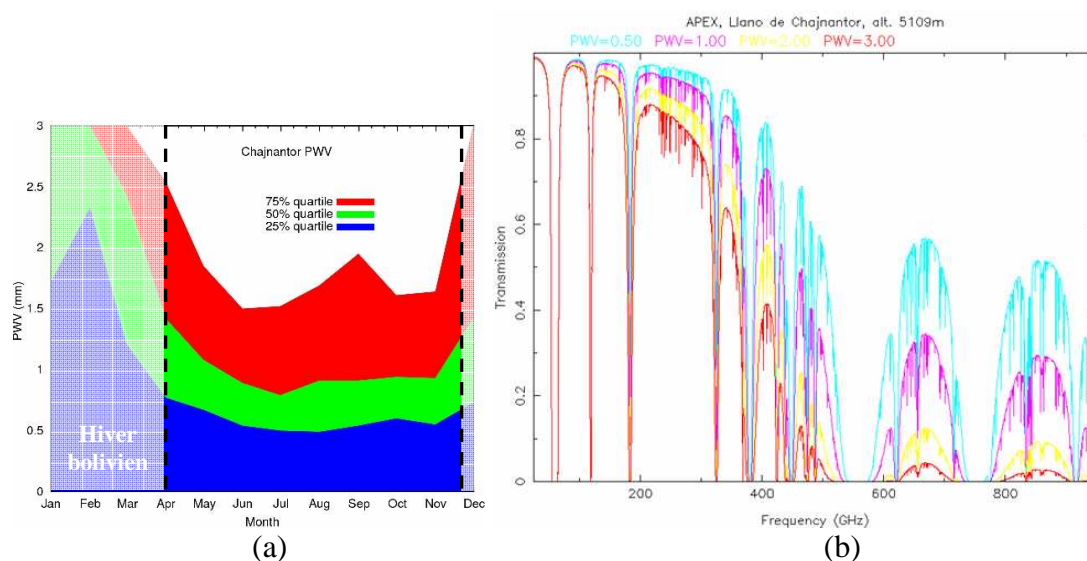 APEX, Llano de Chajnantor, alt. 5109m
PWV=0.50 PWV=1.00 PWV=2.00 PWV=3.00
3
2.5
2
1.5
1
0.5
0
PWV (mm)
Chajnantor PWV
75% quartile
50% quartile
25% quartile
Hiver
bolivien
Jan Feb Mar Apr May Jun Jul Aug Sep Oct Nov Dec
Month
(a)
0.8
0.6
0.4
0.2
0
Transmission
200 400 600 800
Frequency (GHz)
(b)